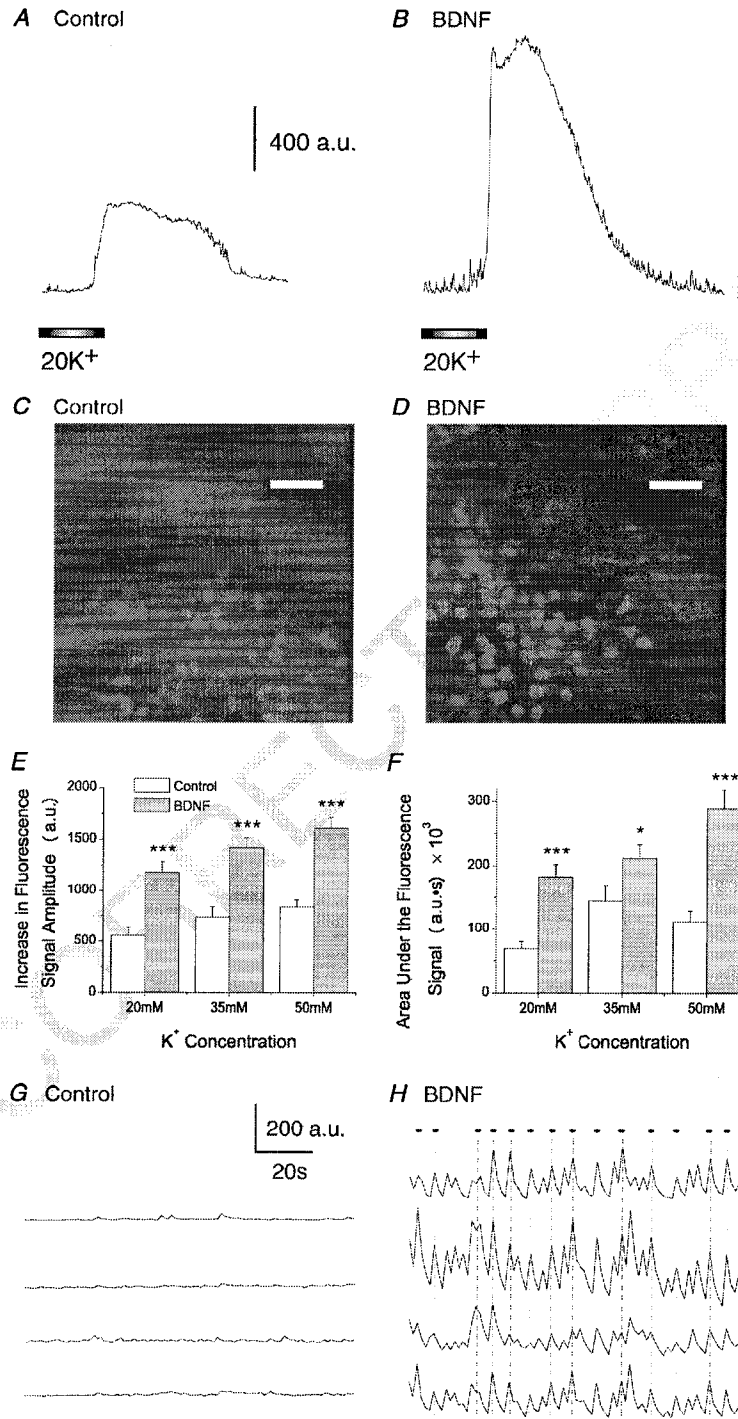 A Control
B BDNF
400 a.u.
20K+
20K+
C Control
D BDNF
E
Increase in Fluorescence
Signal Amplitude (a.u.)
2000
1500
1000
500
0
Control
BDNF
***
***
***
20mM
35mM
50mM
K+ Concentration
F
Area Under the Fluorescence
Signal (a.u.•s) × 10³
300
200
100
0
***
*
***
20mM
35mM
50mM
K+ Concentration
G Control
200 a.u.
20s
H BDNF